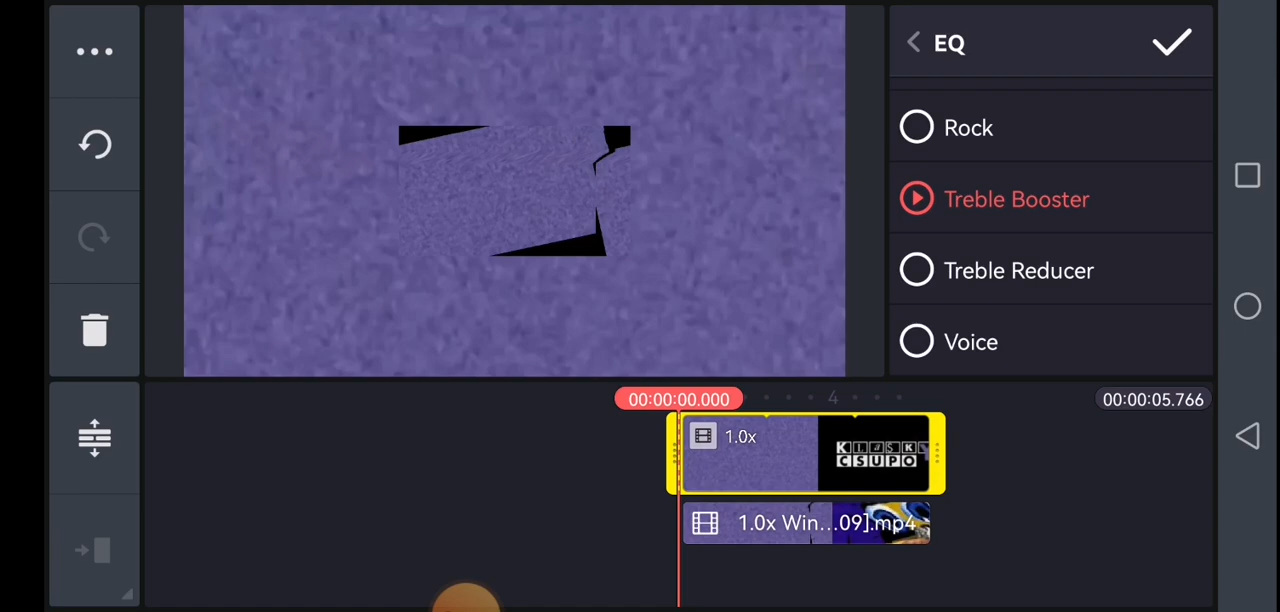 EQ
Rock
Treble Booster
Treble Reducer
Voice
00:00:00.000
4
00:00:05.766
1.0x
KLASKY
CSUPO
1.0x Win...09].mp4